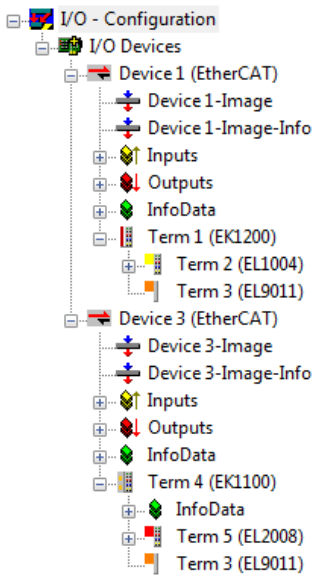 I/O - Configuration
I/O Devices
Device 1 (EtherCAT)
Device 1-Image
Device 1-Image-Info
Inputs
Outputs
InfoData
Term 1 (EK1200)
Term 2 (EL1004)
Term 3 (EL9011)
Device 3 (EtherCAT)
Device 3-Image
Device 3-Image-Info
Inputs
Outputs
InfoData
Term 4 (EK1100)
InfoData
Term 5 (EL2008)
Term 3 (EL9011)